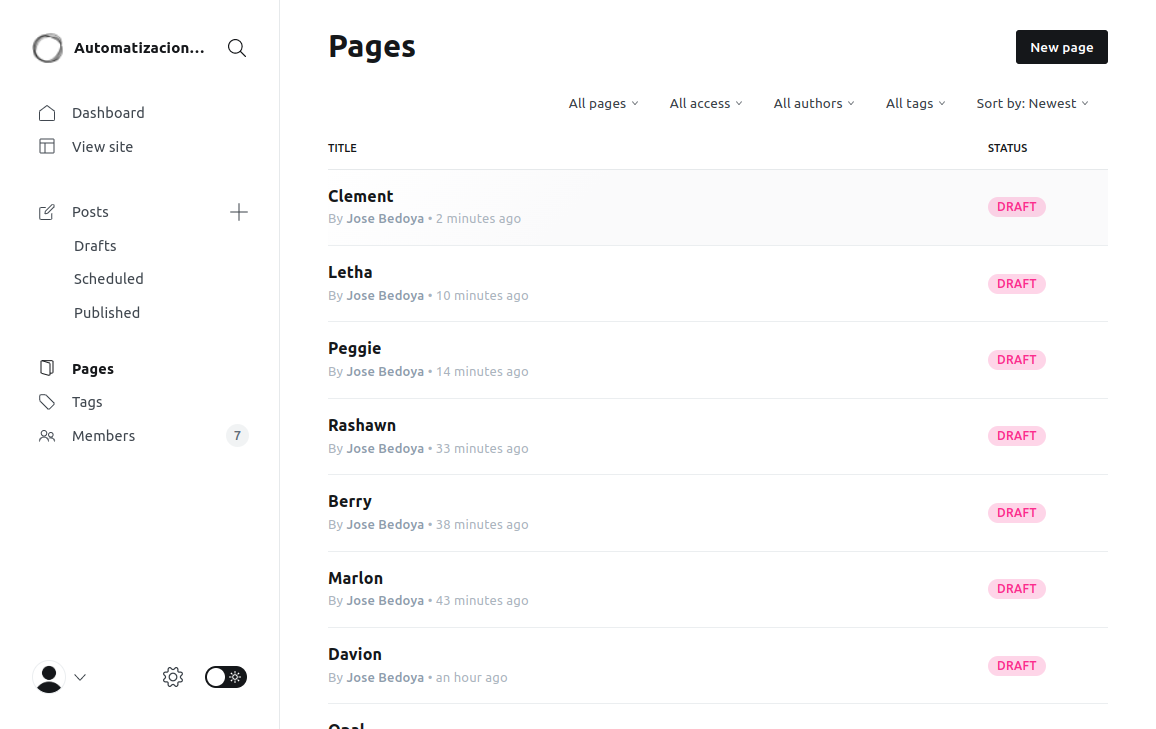 Automatizacion...
Dashboard
View site
Posts
Drafts
Scheduled
Published
Pages
Tags
Members 7
Pages
New page
All pages All access All authors All tags Sort by: Newest
TITLE STATUS
Clement
By Jose Bedoya • 2 minutes ago
DRAFT
Letha
By Jose Bedoya • 10 minutes ago
DRAFT
Peggie
By Jose Bedoya • 14 minutes ago
DRAFT
Rashawn
By Jose Bedoya • 33 minutes ago
DRAFT
Berry
By Jose Bedoya • 38 minutes ago
DRAFT
Marlon
By Jose Bedoya • 43 minutes ago
DRAFT
Davion
By Jose Bedoya • an hour ago
DRAFT